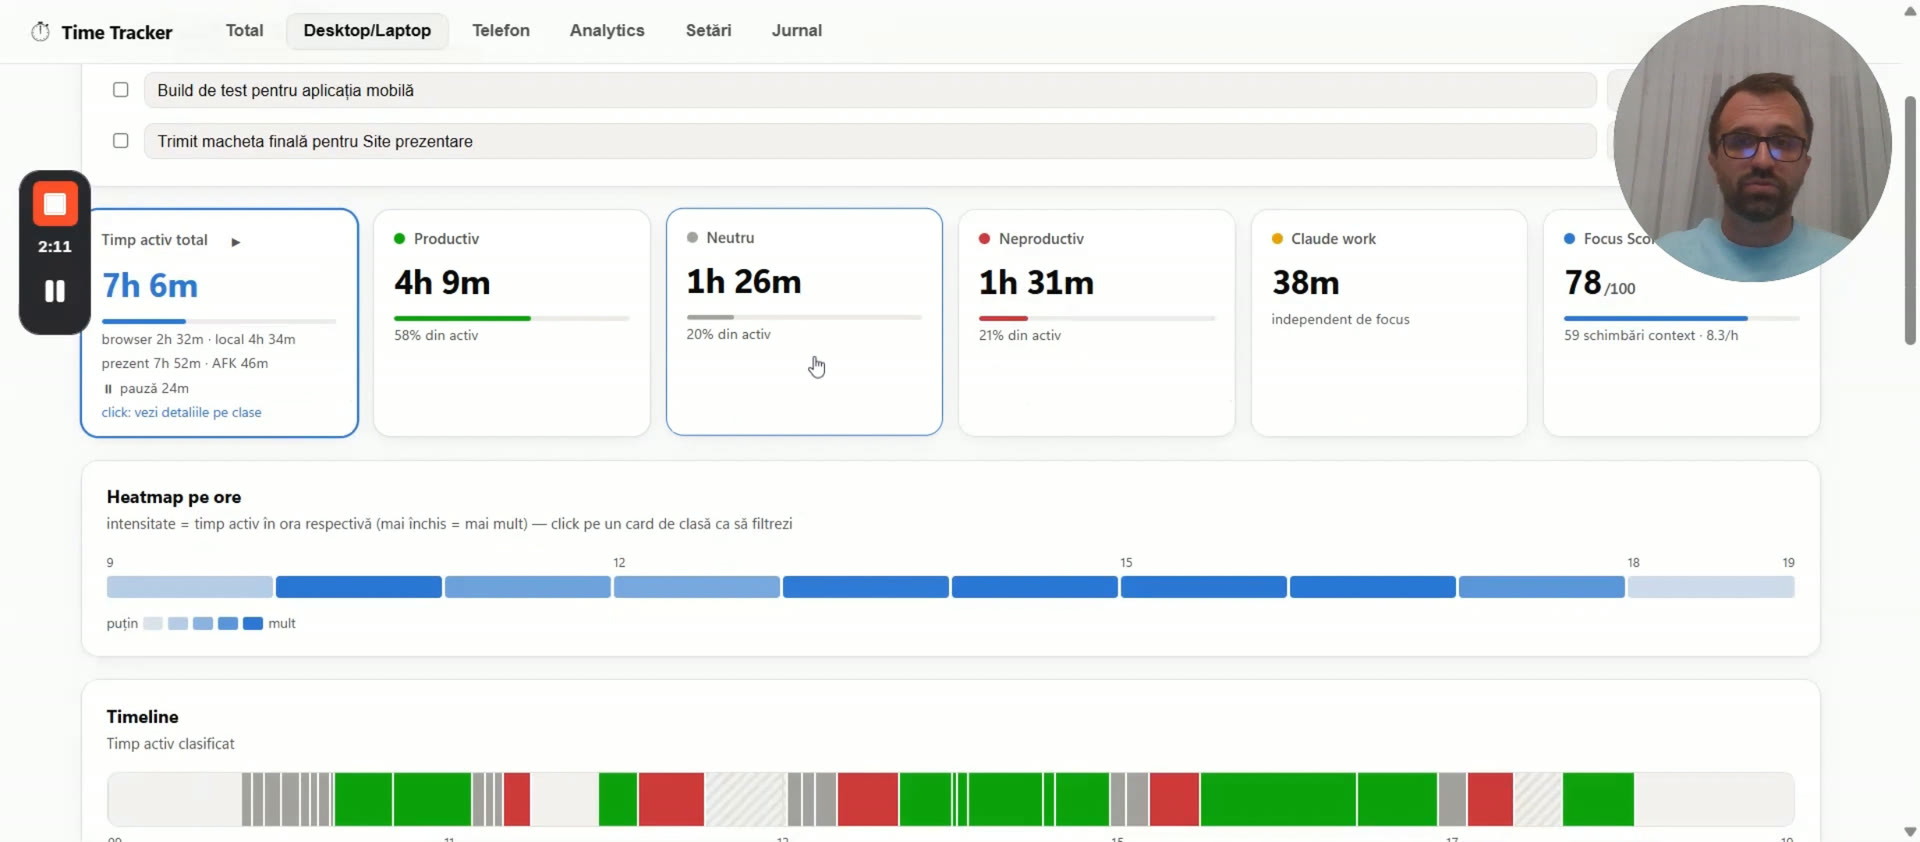 Time Tracker
Total
Desktop/Laptop
Telefon
Analytics
Setări
Jurnal
Build de test pentru aplicația mobilă
Trimit macheta finală pentru Site prezentare
2:11
Timp activ total
7h 6m
browser 2h 32m · local 4h 34m
prezent 7h 52m · AFK 46m
pauză 24m
click: vezi detaliile pe clase
Productiv
4h 9m
58% din activ
Neutru
1h 26m
20% din activ
Neproductiv
1h 31m
21% din activ
Claude work
38m
independent de focus
Focus
78/100
59 schimbări context · 8.3/h
Heatmap pe ore
intensitate = timp activ în ora respectivă (mai închis = mai mult) — click pe un card de clasă ca să filtrezi
9 12 15 18 19
puțin mult
Timeline
Timp activ clasificat